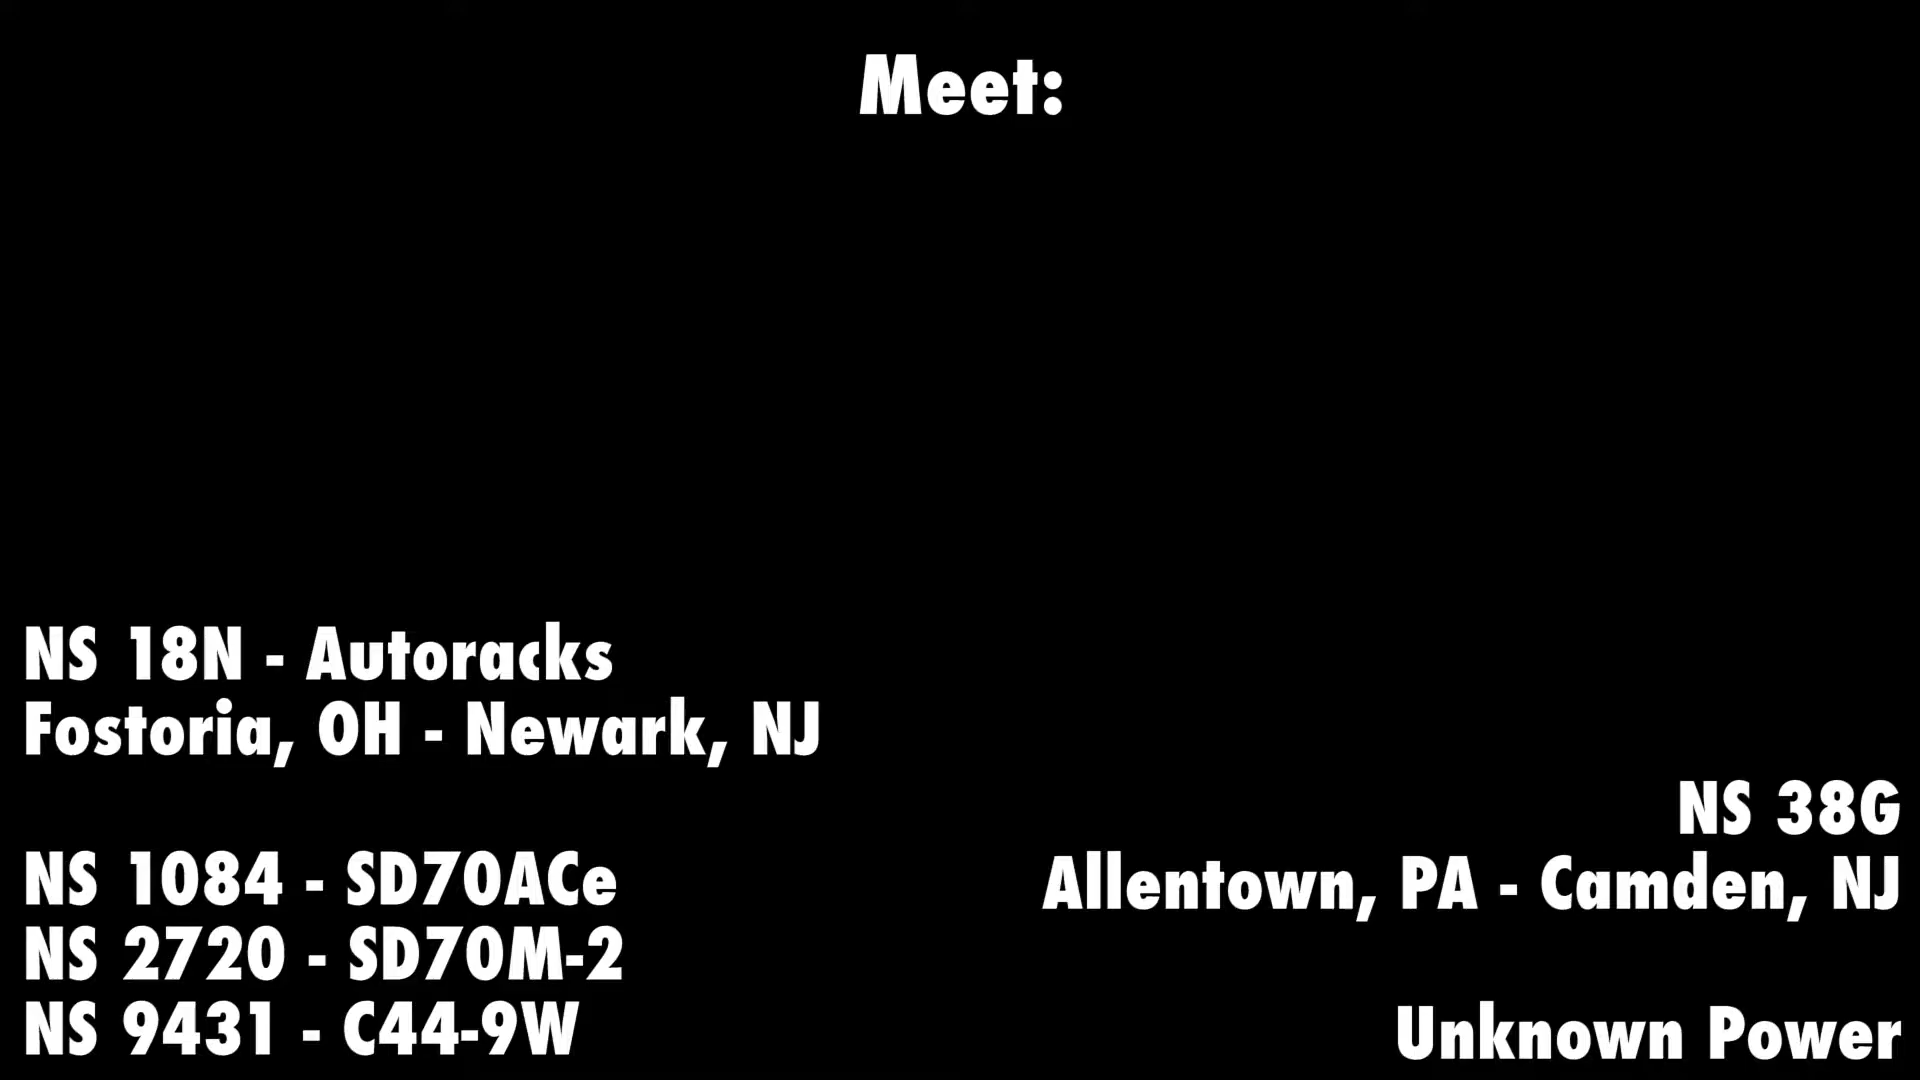 Meet:
NS 18N - Autoracks
Fostoria, OH - Newark, NJ
NS 1084 - SD70ACe
NS 2720 - SD70M-2
NS 9431 - C44-9W
NS 38G
Allentown, PA - Camden, NJ
Unknown Power